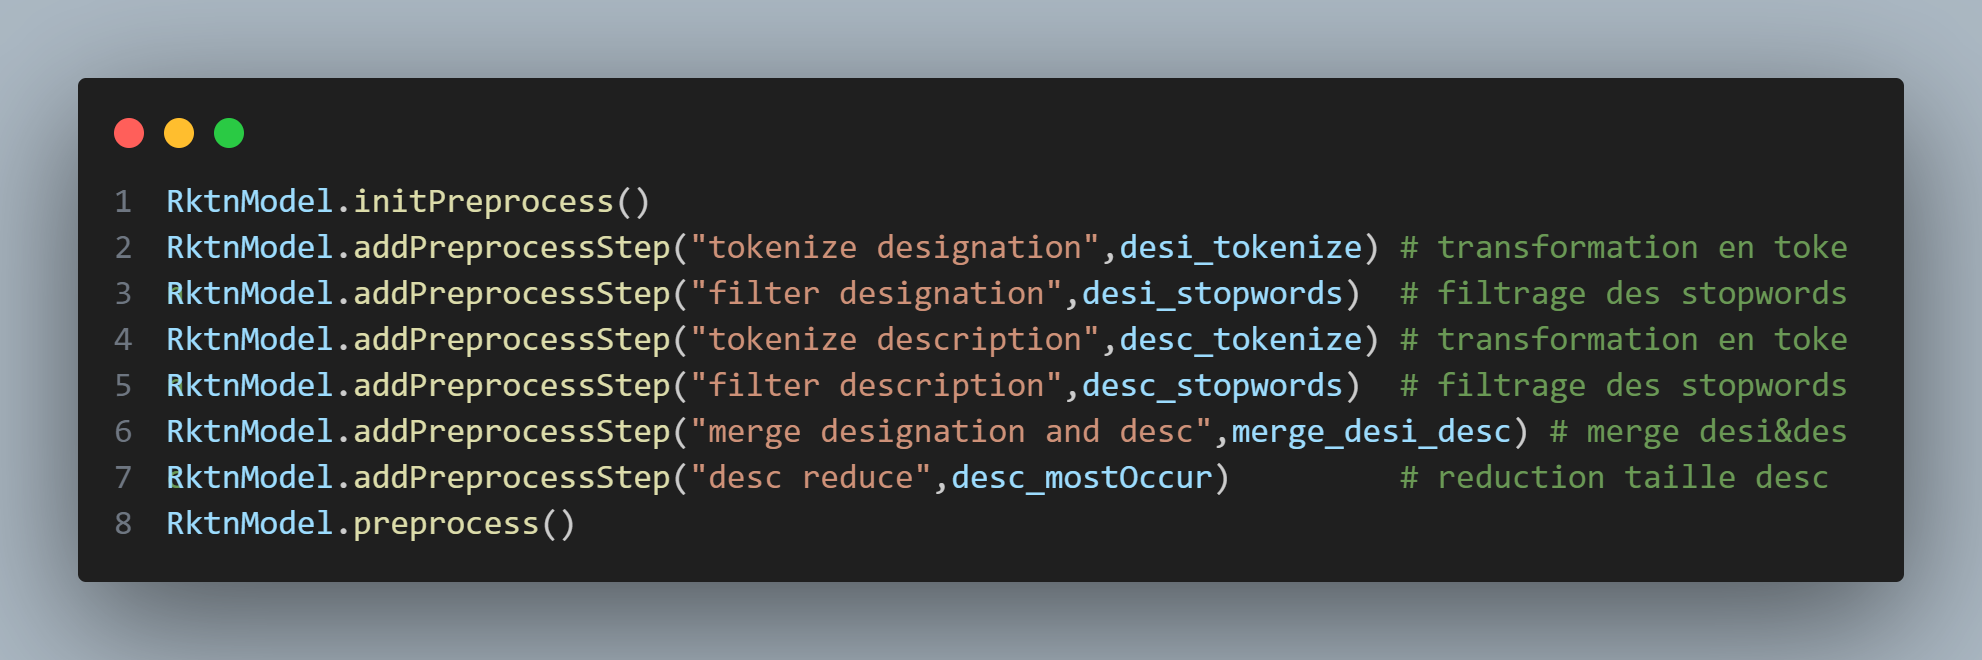 1 RktnModel.initPreprocess()
2 RktnModel.addPreprocessStep("tokenize designation",desi_tokenize) # transformation en toke
3 RktnModel.addPreprocessStep("filter designation",desi_stopwords)  # filtrage des stopwords
4 RktnModel.addPreprocessStep("tokenize description",desc_tokenize) # transformation en toke
5 RktnModel.addPreprocessStep("filter description",desc_stopwords)  # filtrage des stopwords
6 RktnModel.addPreprocessStep("merge designation and desc",merge_desi_desc) # merge desi&des
7 RktnModel.addPreprocessStep("desc reduce",desc_mostOccur)         # reduction taille desc
8 RktnModel.preprocess()